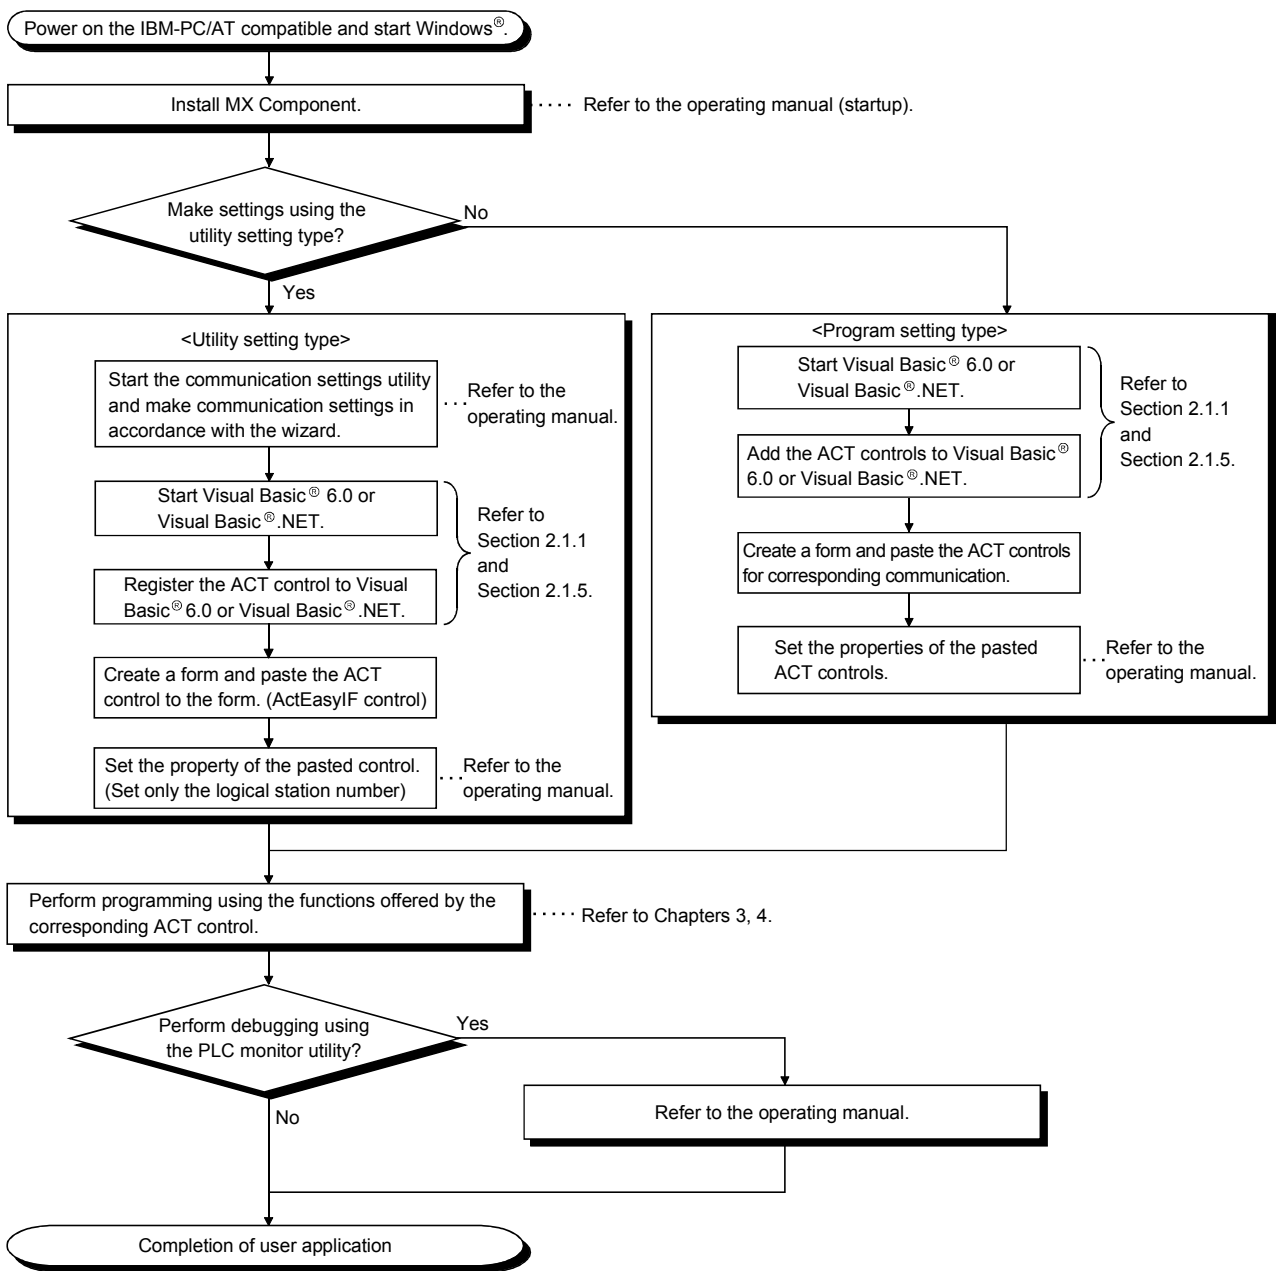 Power on the IBM-PC/AT compatible and start Windows®.
Install MX Component.
· · · · · Refer to the operating manual (startup).
Make settings using the
utility setting type?
No
Yes
<Utility setting type>
Start the communication settings utility
and make communication settings in
accordance with the wizard.
· · · Refer to the
operating manual.
Start Visual Basic® 6.0 or
Visual Basic®.NET.
Register the ACT control to Visual
Basic® 6.0 or Visual Basic®.NET.
Refer to
Section 2.1.1
and
Section 2.1.5.
Create a form and paste the ACT
control to the form. (ActEasyIF control)
Set the property of the pasted control.
(Set only the logical station number)
· · · Refer to the
operating manual.
<Program setting type>
Start Visual Basic® 6.0 or
Visual Basic®.NET.
Add the ACT controls to Visual Basic®
6.0 or Visual Basic®.NET.
Refer to
Section 2.1.1
and
Section 2.1.5.
Create a form and paste the ACT controls
for corresponding communication.
Set the properties of the pasted
ACT controls.
· · · Refer to the
operating manual.
Perform programming using the functions offered by the
corresponding ACT control.
· · · · · Refer to Chapters 3, 4.
Perform debugging using
the PLC monitor utility?
Yes
No
Refer to the operating manual.
Completion of user application